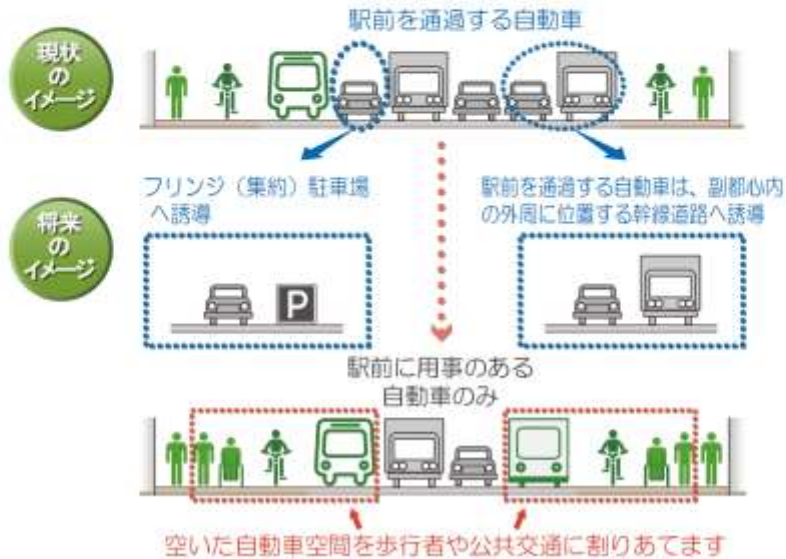 駅前を通過する自動車
現状
の
イメージ
フリンジ（集約）駐車場
へ誘導
駅前を通過する自動車は、副都心内
の外周に位置する幹線道路へ誘導
将来
の
イメージ
P
駅前に用事のある
自動車のみ
空いた自動車空間を歩行者や公共交通に割りあてます